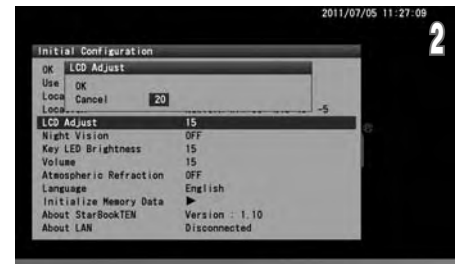 2011/07/05 11:27:09
2
Initial Configuration
OK LCD Adjust
Use OK
Loca Cancel 20
Loca -5
LCD Adjust 15
Night Vision OFF
Key LED Brightness 15
Volume 15
Atmospheric Refraction OFF
Language English
Initialize Memory Data ▶
About StarBookTEN Version : 1.10
About LAN Disconnected